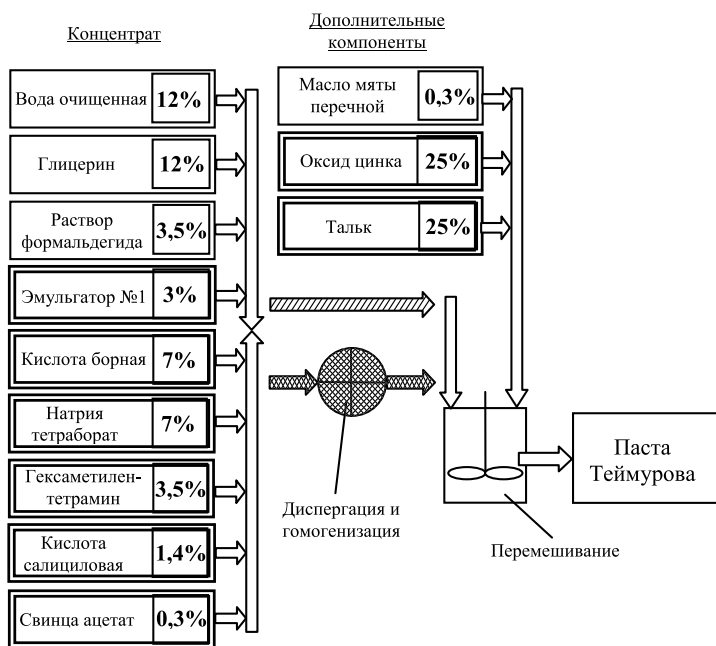 Концентрат
Вода очищенная 12%
Глицерин 12%
Раствор
формальдегида 3,5%
Эмульгатор №1 3%
Кислота борная 7%
Натрия
тетраборат 7%
Гексаметилен-
тетрамин 3,5%
Кислота
салициловая 1,4%
Свинца ацетат 0,3%
Дополнительные
компоненты
Масло мяты
перечной 0,3%
Оксид цинка 25%
Тальк 25%
Диспергация и
гомогенизация
Перемешивание
Паста
Теймурова